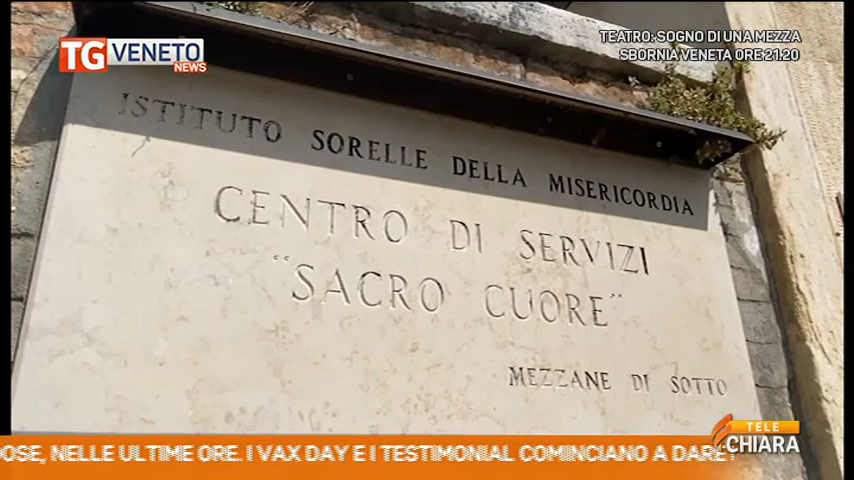 TEATRO: SOGNO DI UNA MEZZA
SBORNIA VENETA ORE 21.20
TG VENETO
NEWS
ISTITUTO SORELLE DELLA MISERICORDIA
CENTRO DI SERVIZI
"SACRO CUORE"
MEZZANE DI SOTTO
TELE
CHIARA
OSE, NELLE ULTIME ORE. I VAX DAY E I TESTIMONIAL COMINCIANO A DARE